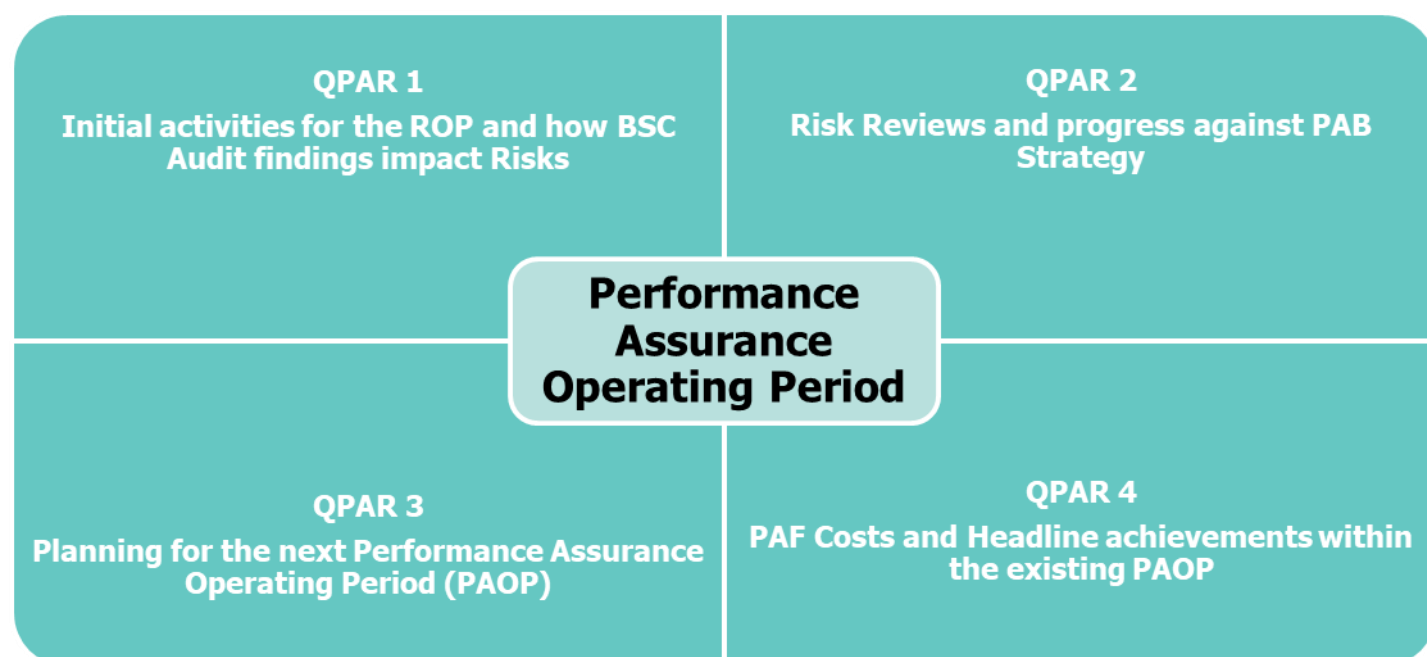 QPAR 1
Initial activities for the ROP and how BSC
Audit findings impact Risks
QPAR 2
Risk Reviews and progress against PAB
Strategy
Performance
Assurance
Operating Period
QPAR 3
Planning for the next Performance Assurance
Operating Period (PAOP)
QPAR 4
PAF Costs and Headline achievements within
the existing PAOP